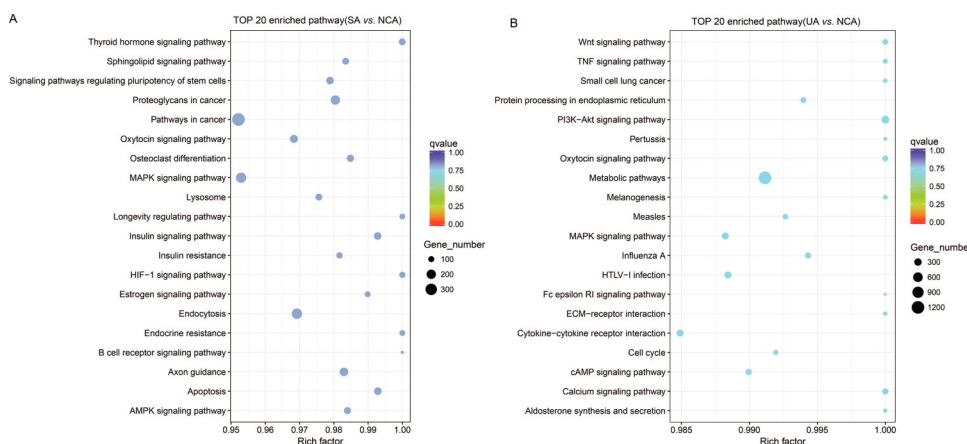 A
TOP 20 enriched pathway(SA vs. NCA)
Thyroid hormone signaling pathway
Sphingolipid signaling pathway
Signaling pathways regulating pluripotency of stem cells
Proteoglycans in cancer
Pathways in cancer
Oxytocin signaling pathway
Osteoclast differentiation
MAPK signaling pathway
Lysosome
Longevity regulating pathway
Insulin signaling pathway
Insulin resistance
HIF−1 signaling pathway
Estrogen signaling pathway
Endocytosis
Endocrine resistance
B cell receptor signaling pathway
Axon guidance
Apoptosis
AMPK signaling pathway
0.95 0.96 0.97 0.98 0.99 1.00
Rich factor
qvalue
1.00
0.75
0.50
0.25
0.00
Gene_number
100
200
300
B
TOP 20 enriched pathway(UA vs. NCA)
Wnt signaling pathway
TNF signaling pathway
Small cell lung cancer
Protein processing in endoplasmic reticulum
PI3K−Akt signaling pathway
Pertussis
Oxytocin signaling pathway
Metabolic pathways
Melanogenesis
Measles
MAPK signaling pathway
Influenza A
HTLV−I infection
Fc epsilon RI signaling pathway
ECM−receptor interaction
Cytokine−cytokine receptor interaction
Cell cycle
cAMP signaling pathway
Calcium signaling pathway
Aldosterone synthesis and secretion
0.985 0.990 0.995 1.000
Rich factor
qvalue
1.00
0.75
0.50
0.25
0.00
Gene_number
300
600
900
1200